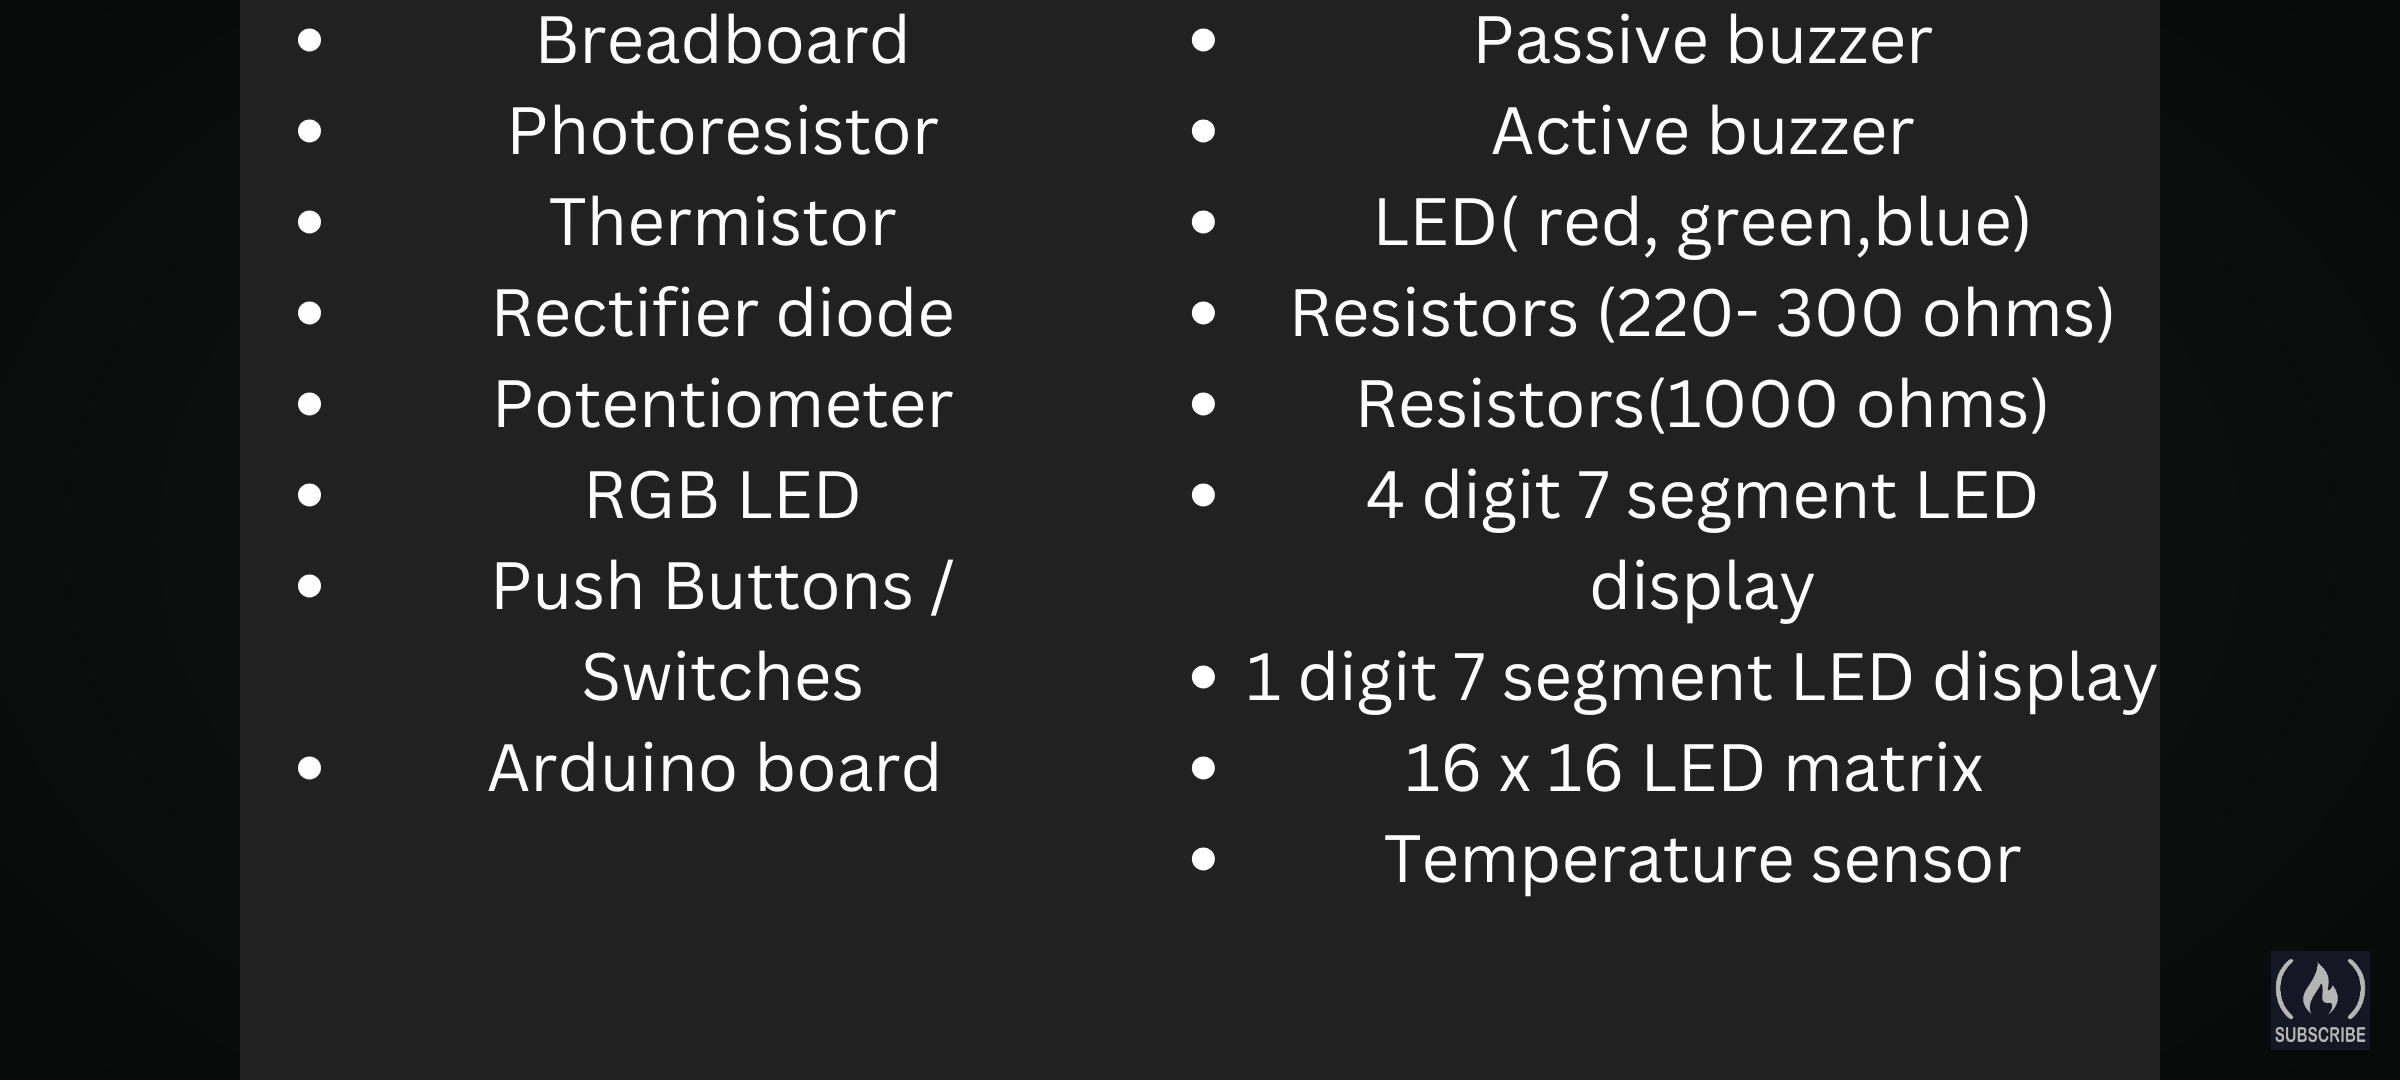 Breadboard
Photoresistor
Thermistor
Rectifier diode
Potentiometer
RGB LED
Push Buttons /
Switches
Arduino board
Passive buzzer
Active buzzer
LED( red, green,blue)
Resistors (220- 300 ohms)
Resistors(1000 ohms)
4 digit 7 segment LED
display
1 digit 7 segment LED display
16 x 16 LED matrix
Temperature sensor
SUBSCRIBE